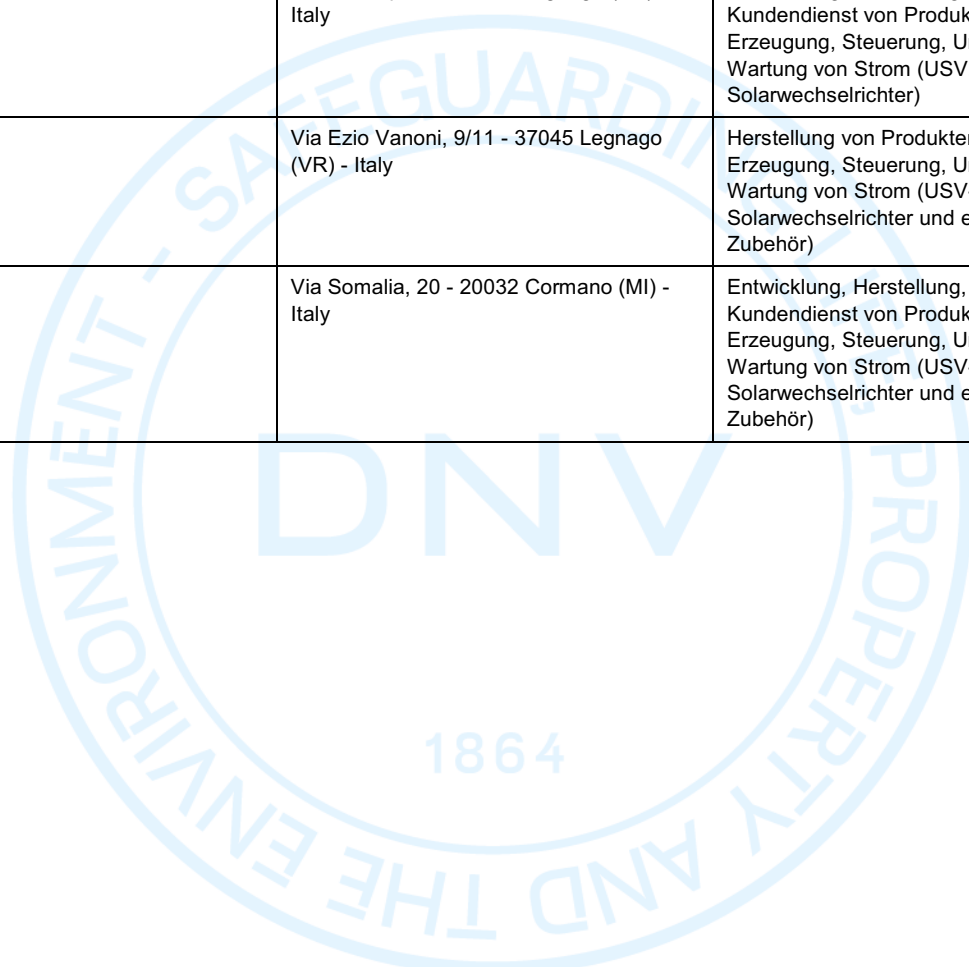 Italy
Kundendienst von
Erzeugung, Steuerung,
Wartung von Strom (USV
Solarwechselrichter)
Via Ezio Vanoni, 9/11 - 37045 Legnago
(VR) - Italy
Herstellung von
Erzeugung, Steuerung,
Wartung von Strom (USV-
Solarwechselrichter und
Zubehör)
Via Somalia, 20 - 20032 Cormano (MI) -
Italy
Entwicklung, Herstellung,
Kundendienst von
Erzeugung, Steuerung,
Wartung von Strom (USV-
Solarwechselrichter und
Zubehör)
SAFEGUARDING LIFE, PROPERTY AND THE ENVIRONMENT -
DNV
1864